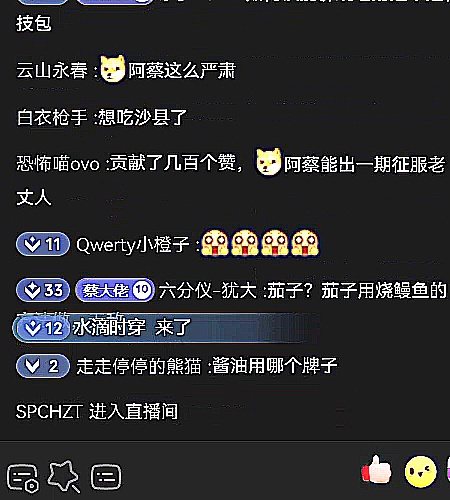 技包
云山永春 :阿蔡这么严肃
白衣枪手 :想吃沙县了
恐怖喵ovo :贡献了几百个赞，阿蔡能出一期征服老
丈人
11 Qwerty小橙子 :
33 蔡大佬 10 六分仪-犹大 :茄子？茄子用烧鳗鱼的
12 水滴时穿 来了
2 走走停停的熊猫 :酱油用哪个牌子
SPCHZT 进入直播间